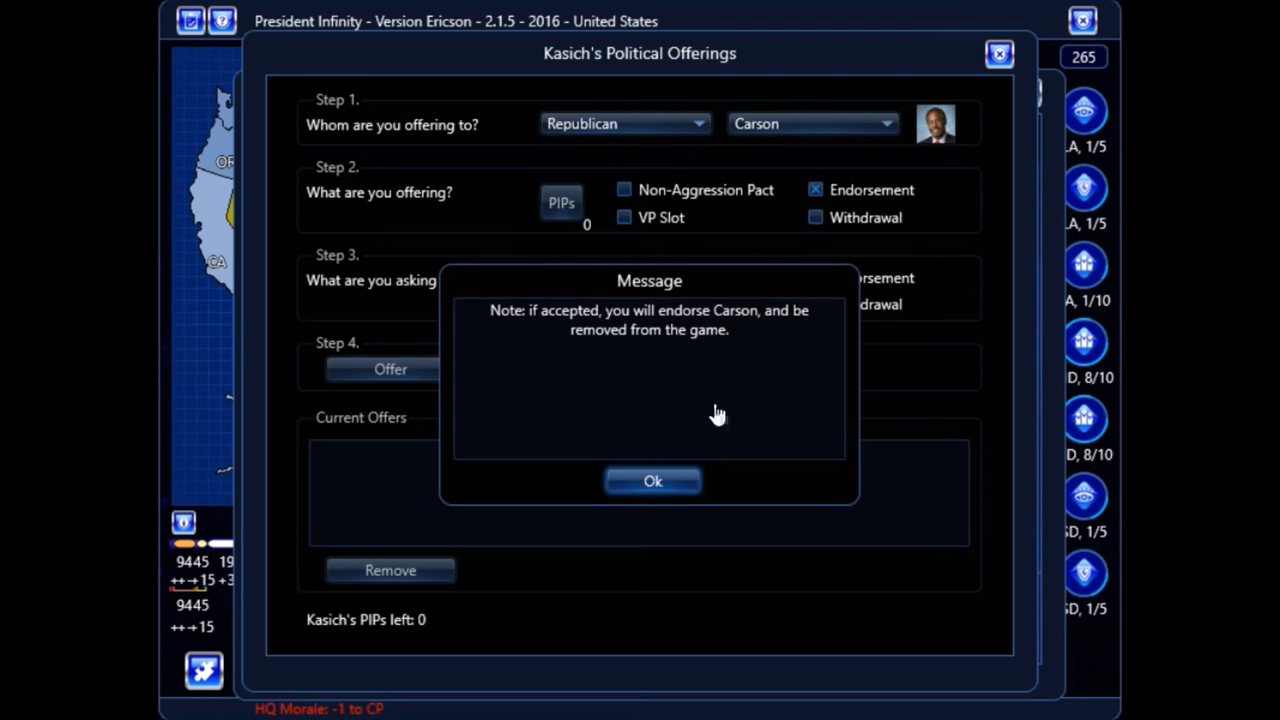 President Infinity - Version Ericson - 2.1.5 - 2016 - United States
Kasich's Political Offerings
265
Step 1.
Whom are you offering to?
Republican
Carson
LA, 1/5
OR
Step 2.
What are you offering?
PIPs
0
Non-Aggression Pact
Endorsement
VP Slot
Withdrawal
LA, 1/5
CA
Step 3.
What are you asking
Message
orsement
drawal
Note: if accepted, you will endorse Carson, and be
removed from the game.
A, 1/10
Step 4.
Offer
D, 8/10
Current Offers
D, 8/10
Ok
SD, 1/5
9445 19
++→15 +3
Remove
9445
++→15
SD, 1/5
Kasich's PIPs left: 0
HQ Morale: -1 to CP